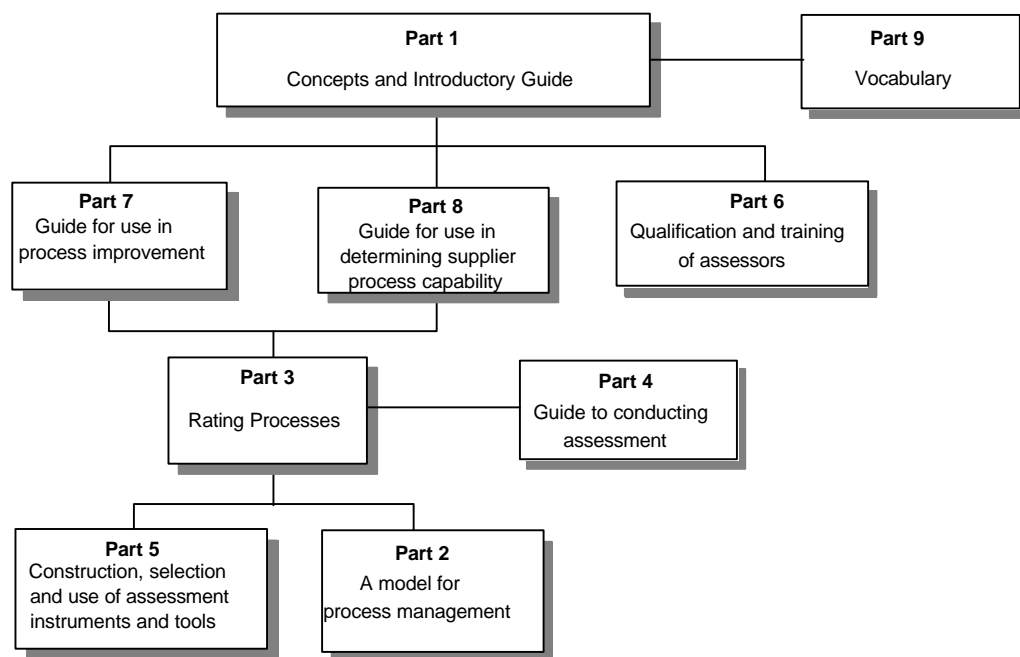 Part 1
Concepts and Introductory Guide
Part 9
Vocabulary
Part 7
Guide for use in
process improvement
Part 8
Guide for use in
determining supplier
process capability
Part 6
Qualification and training
of assessors
Part 3
Rating Processes
Part 4
Guide to conducting
assessment
Part 5
Construction, selection
and use of assessment
instruments and tools
Part 2
A model for
process management